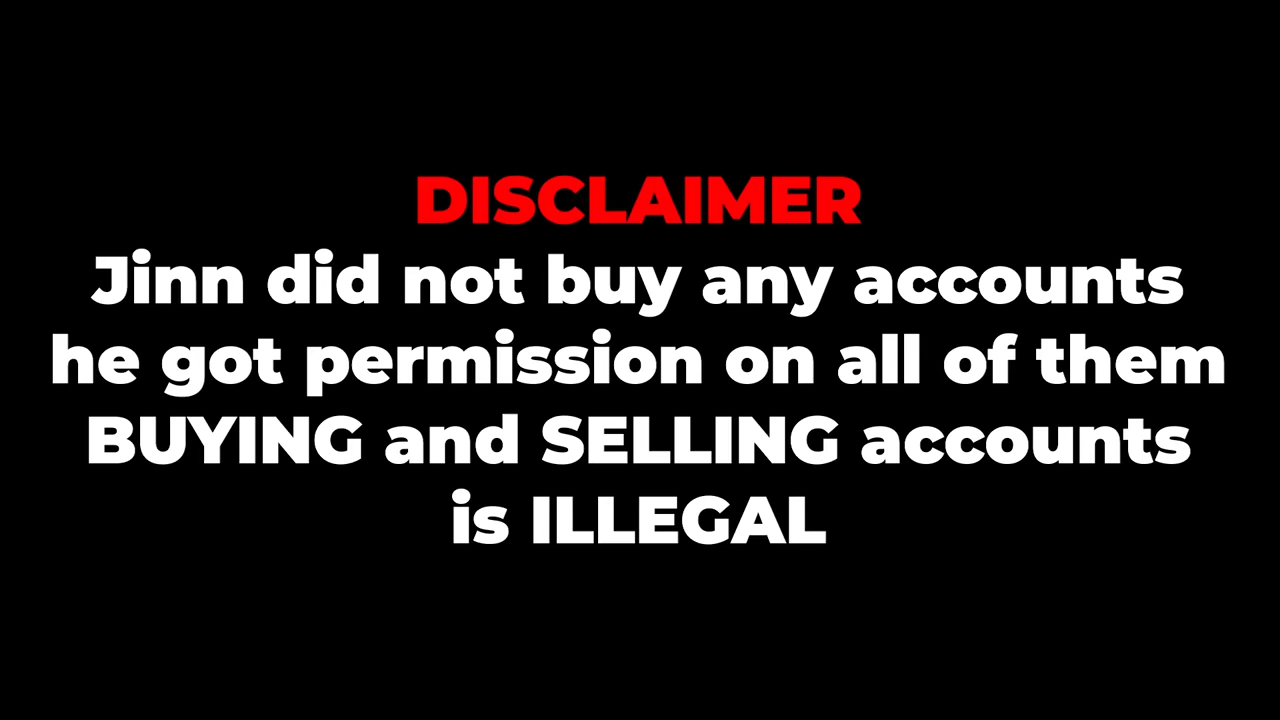 DISCLAIMER
Jinn did not buy any accounts
he got permission on all of them
BUYING and SELLING accounts
is ILLEGAL